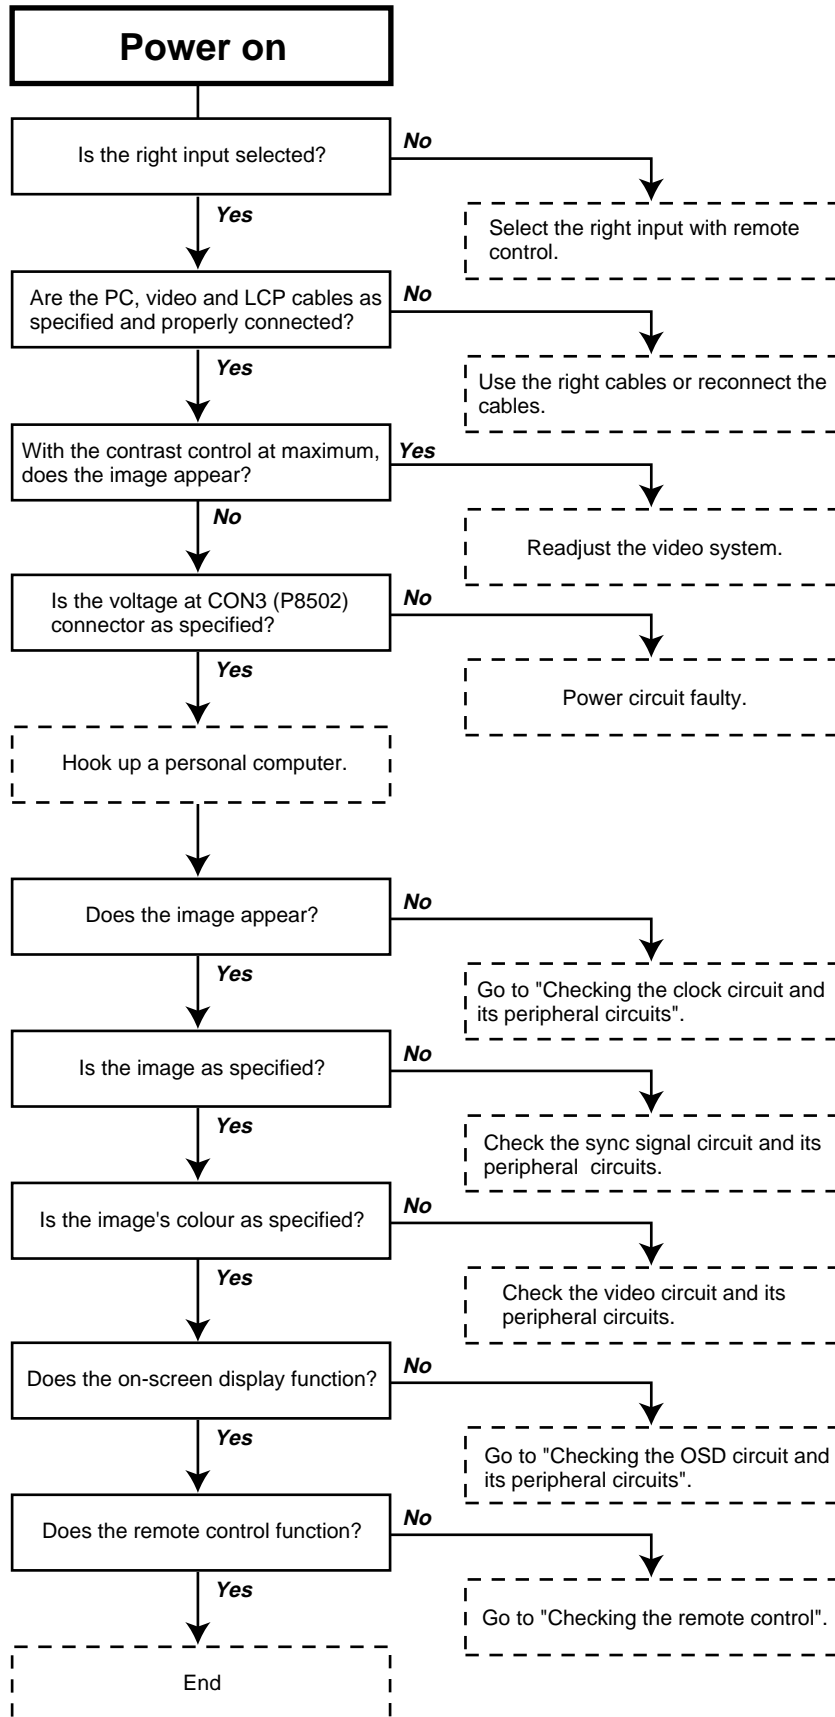 Power on
Is the right input selected?
No
Yes
Select the right input with remote
control.
Are the PC, video and LCP cables as
specified and properly connected?
No
Yes
Use the right cables or reconnect the
cables.
With the contrast control at maximum,
does the image appear?
Yes
No
Readjust the video system.
Is the voltage at CON3 (P8502)
connector as specified?
No
Yes
Power circuit faulty.
Hook up a personal computer.
Does the image appear?
No
Yes
Go to "Checking the clock circuit and
its peripheral circuits".
Is the image as specified?
No
Yes
Check the sync signal circuit and its
peripheral circuits.
Is the image's colour as specified?
No
Yes
Check the video circuit and its
peripheral circuits.
Does the on-screen display function?
No
Yes
Go to "Checking the OSD circuit and
its peripheral circuits".
Does the remote control function?
No
Yes
Go to "Checking the remote control".
End